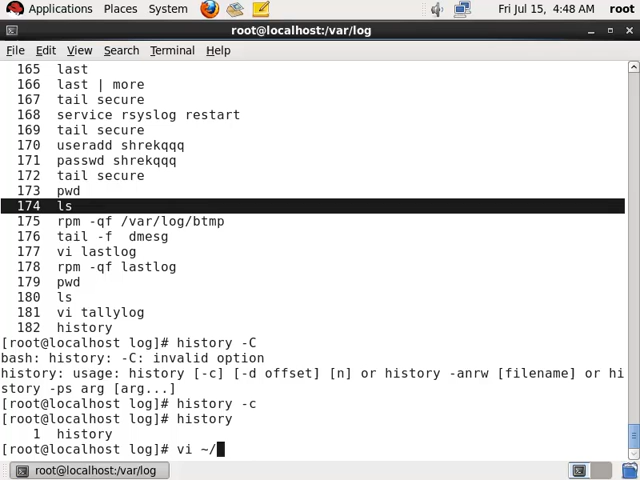 Applications Places System Fri Jul 15, 4:48 AM root
root@localhost:/var/log
File Edit View Search Terminal Help
165 last
166 last | more
167 tail secure
168 service rsyslog restart
169 tail secure
170 useradd shrekqqq
171 passwd shrekqqq
172 tail secure
173 pwd
174 ls
175 rpm -qf /var/log/btmp
176 tail -f  dmesg
177 vi lastlog
178 rpm -qf lastlog
179 pwd
180 ls
181 vi tallylog
182 history
[root@localhost log]# history -C
bash: history: -C: invalid option
history: usage: history [-c] [-d offset] [n] or history -anrw [filename] or hi
story -ps arg [arg...]
[root@localhost log]# history -c
[root@localhost log]# history
1 history
[root@localhost log]# vi ~/
root@localhost:/var/log